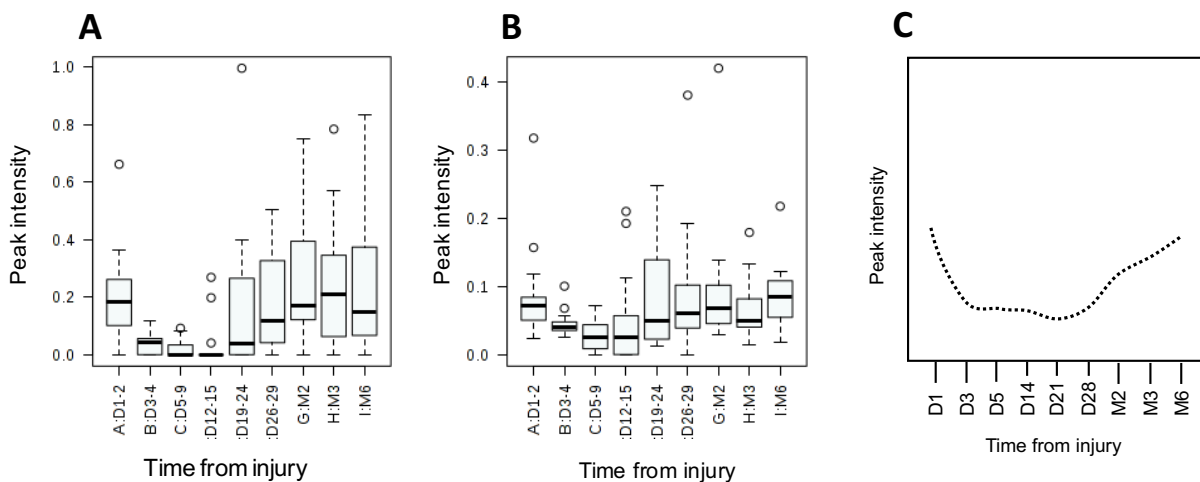 A
Peak intensity
1.0
0.8
0.6
0.4
0.2
0.0
A:D1-2
B:D3-4
C:D5-9
:D12-15
:D19-24
:D26-29
G:M2
H:M3
I:M6
Time from injury
B
Peak intensity
0.4
0.3
0.2
0.1
0.0
A:D1-2
B:D3-4
C:D5-9
:D12-15
:D19-24
:D26-29
G:M2
H:M3
I:M6
Time from injury
C
Peak intensity
D1
D3
D5
D14
D21
D28
M2
M3
M6
Time from injury